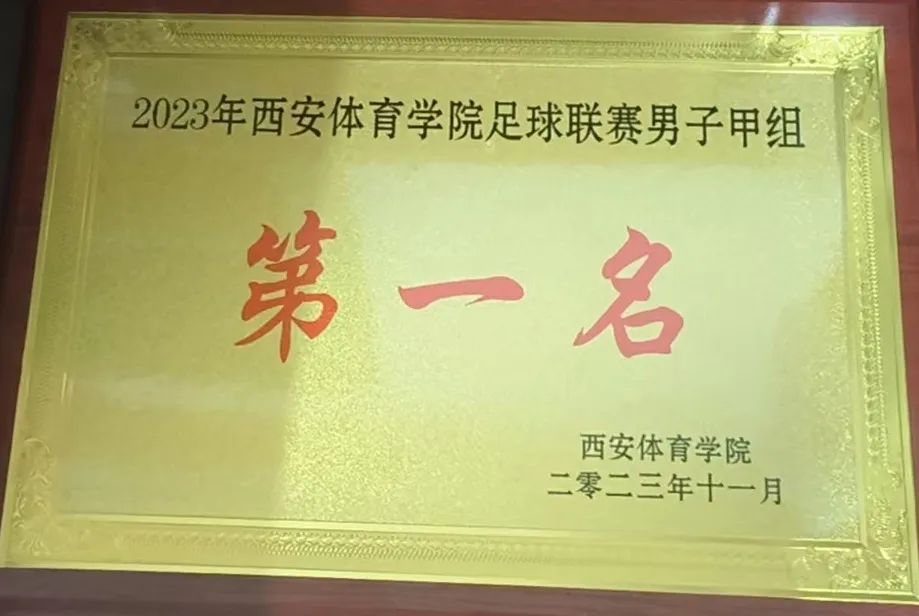 2023年西安体育学院足球联赛男子甲组
第一名
西安体育学院
二零二三年十一月